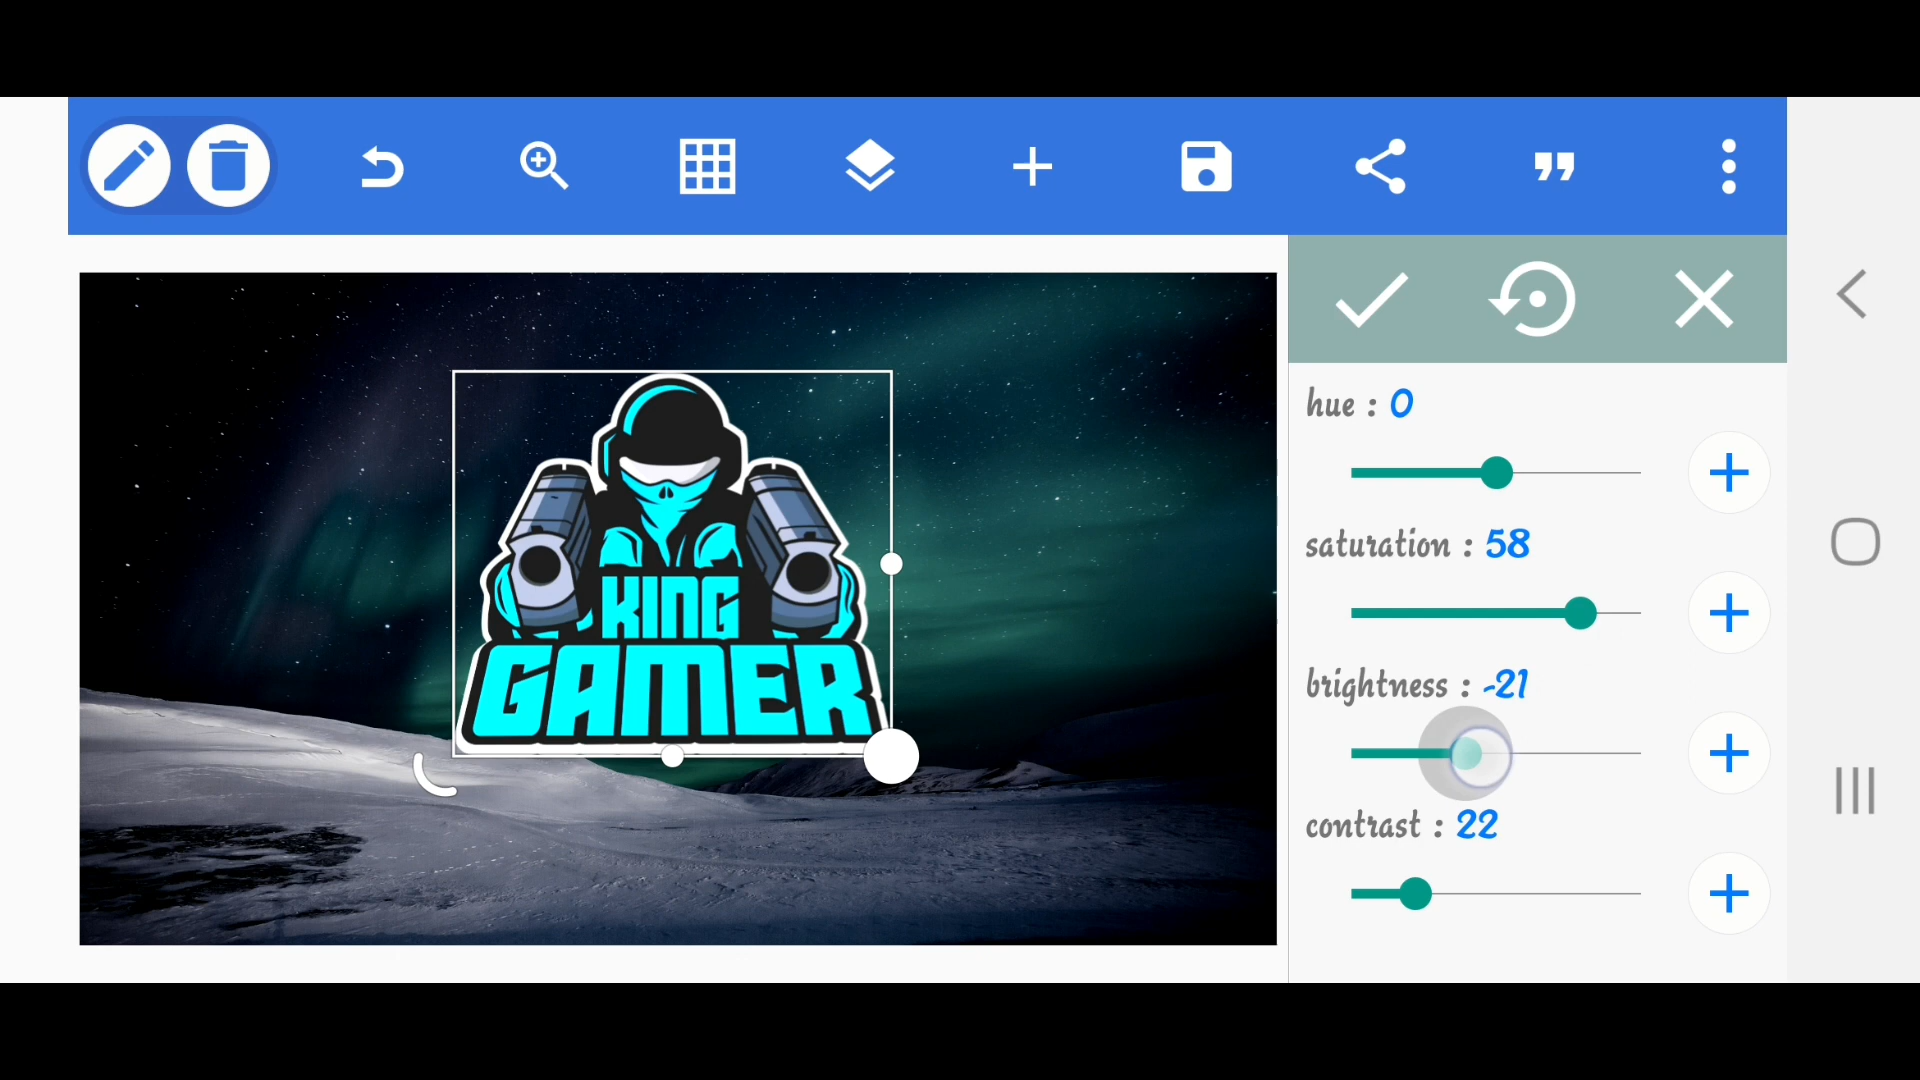 KING
GAMER
hue : 0
saturation : 58
brightness : -21
contrast : 22